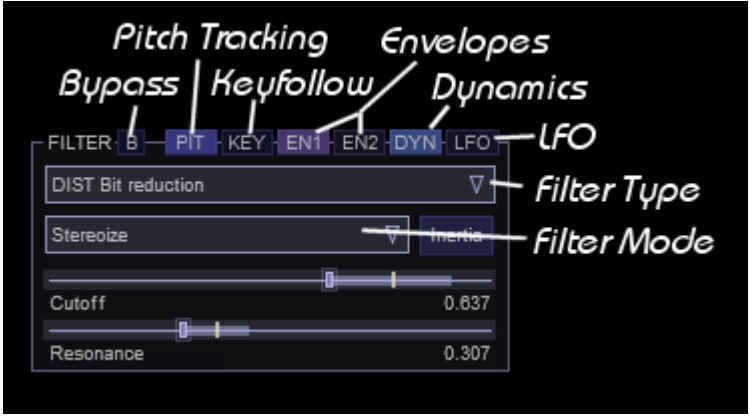 Pitch Tracking Envelopes
Bypass Keyfollow Dynamics
FILTER B PIT KEY EN1 EN2 DYN LFO LFO
DIST Bit reduction Filter Type
Stereoize Inertia Filter Mode
Cutoff 0.637
Resonance 0.307